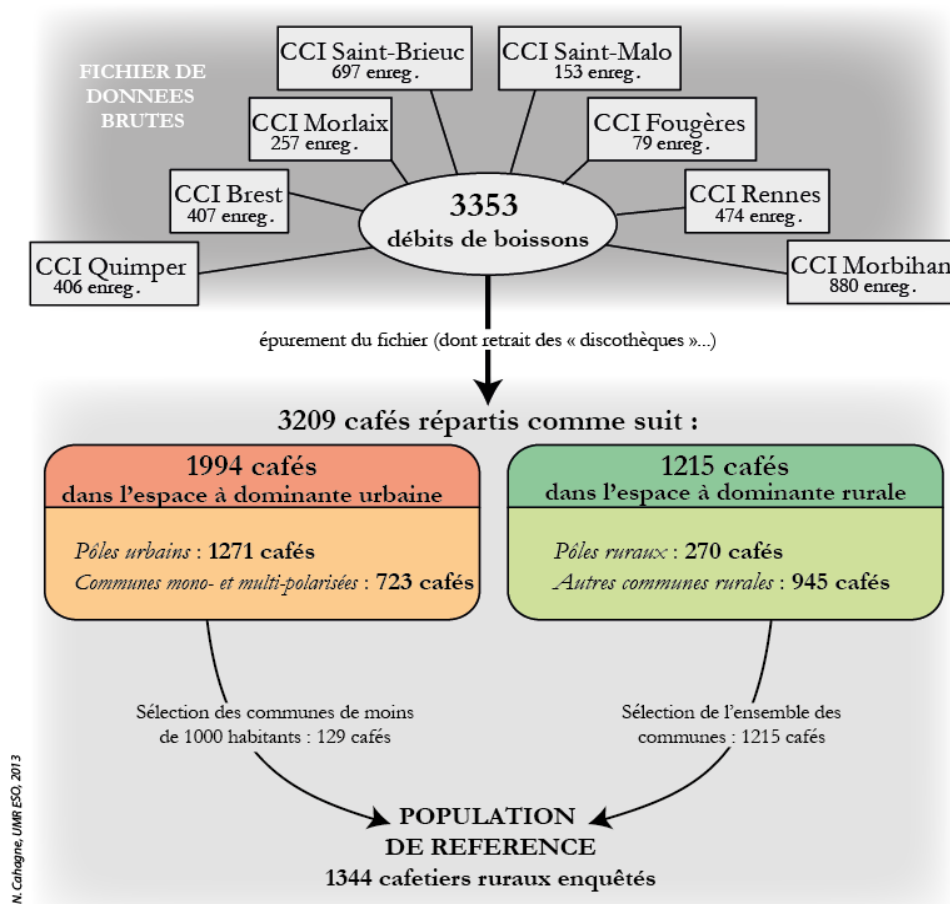 FICHIER DE
DONNEES
BRUTES
CCI Saint-Brieuc
697 enreg.
CCI Saint-Malo
153 enreg.
CCI Morlaix
257 enreg.
CCI Fougères
79 enreg.
CCI Brest
407 enreg.
CCI Rennes
474 enreg.
CCI Quimper
406 enreg.
CCI Morbihan
880 enreg.
3353
débits de boissons
épurement du fichier (dont retrait des « discothèques »...)
3209 cafés répartis comme suit :
1994 cafés
dans l'espace à dominante urbaine
Pôles urbains : 1271 cafés
Communes mono- et multi-polarisées : 723 cafés
1215 cafés
dans l'espace à dominante rurale
Pôles ruraux : 270 cafés
Autres communes rurales : 945 cafés
Sélection des communes de moins
de 1000 habitants : 129 cafés
Sélection de l'ensemble des
communes : 1215 cafés
POPULATION
DE REFERENCE
1344 cafetiers ruraux enquêtés
N. Cahagne, UMR ESO, 2013